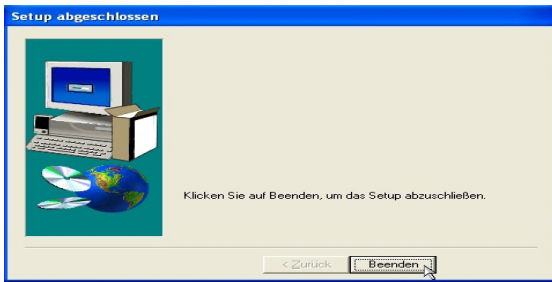 Setup abgeschlossen
Klicken Sie auf Beenden, um das Setup abzuschließen.
< Zurück
Beenden